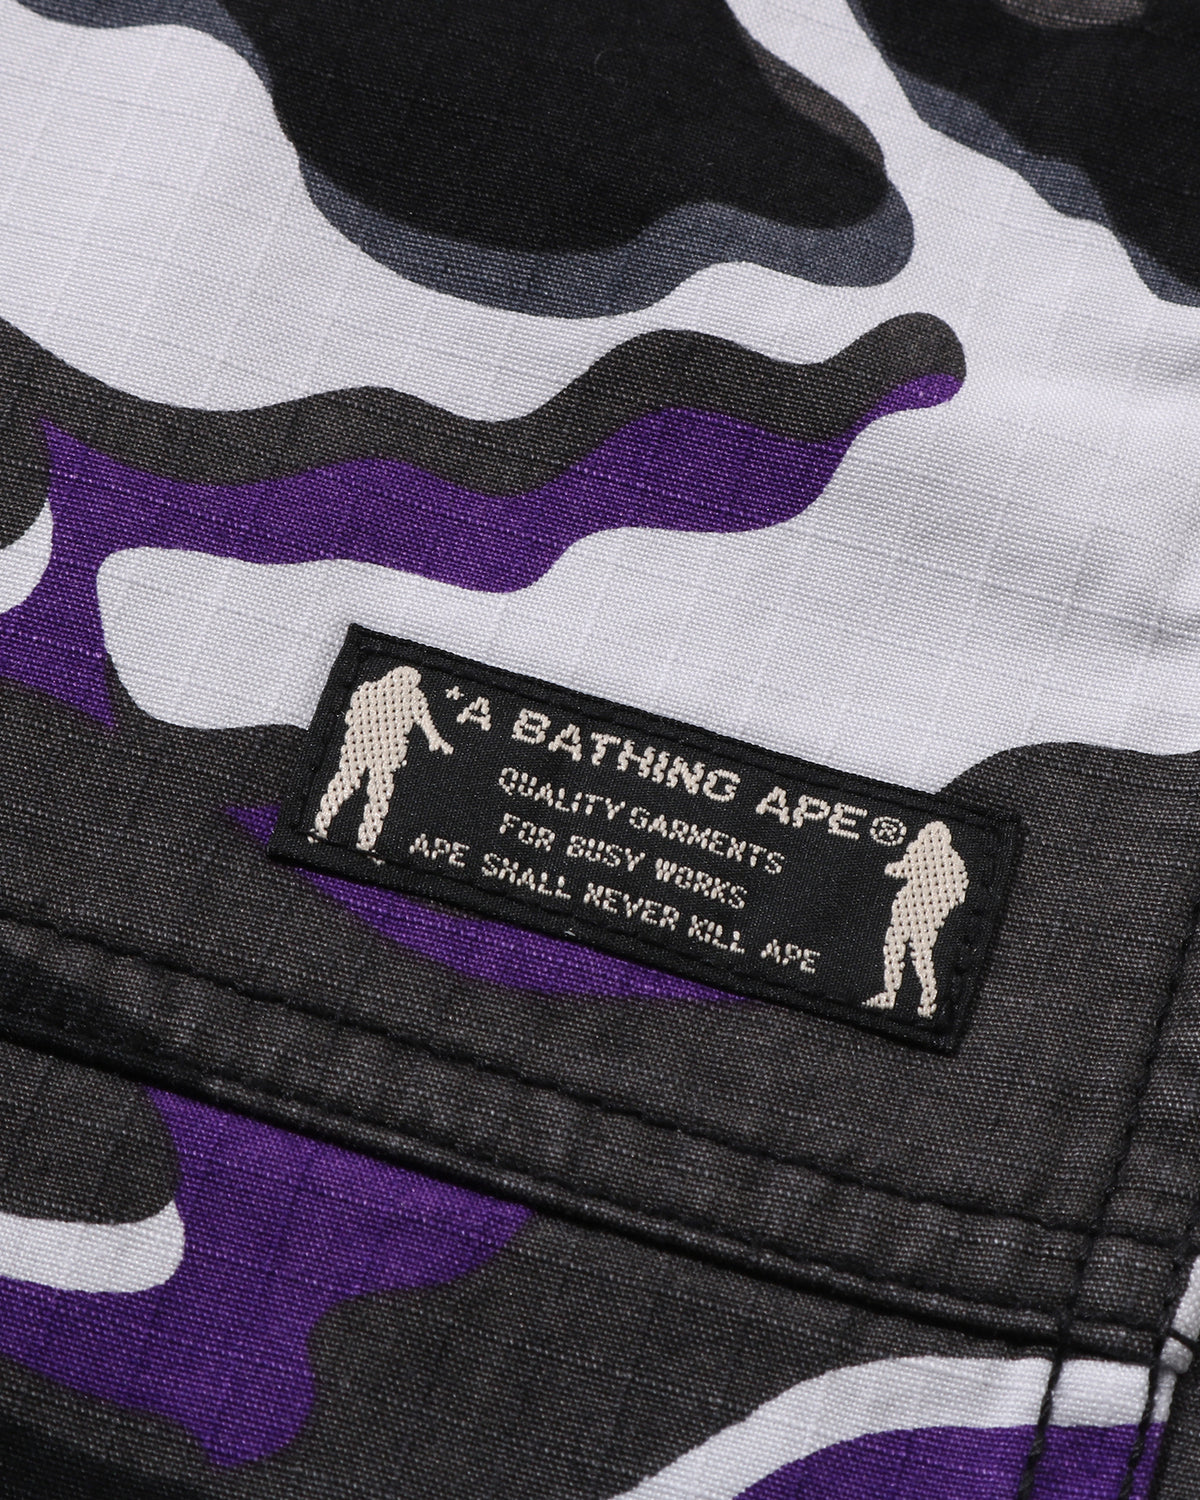 *A BATHING APE®
QUALITY GARMENTS
FOR BUSY WORKS
APE SHALL NEVER KILL APE